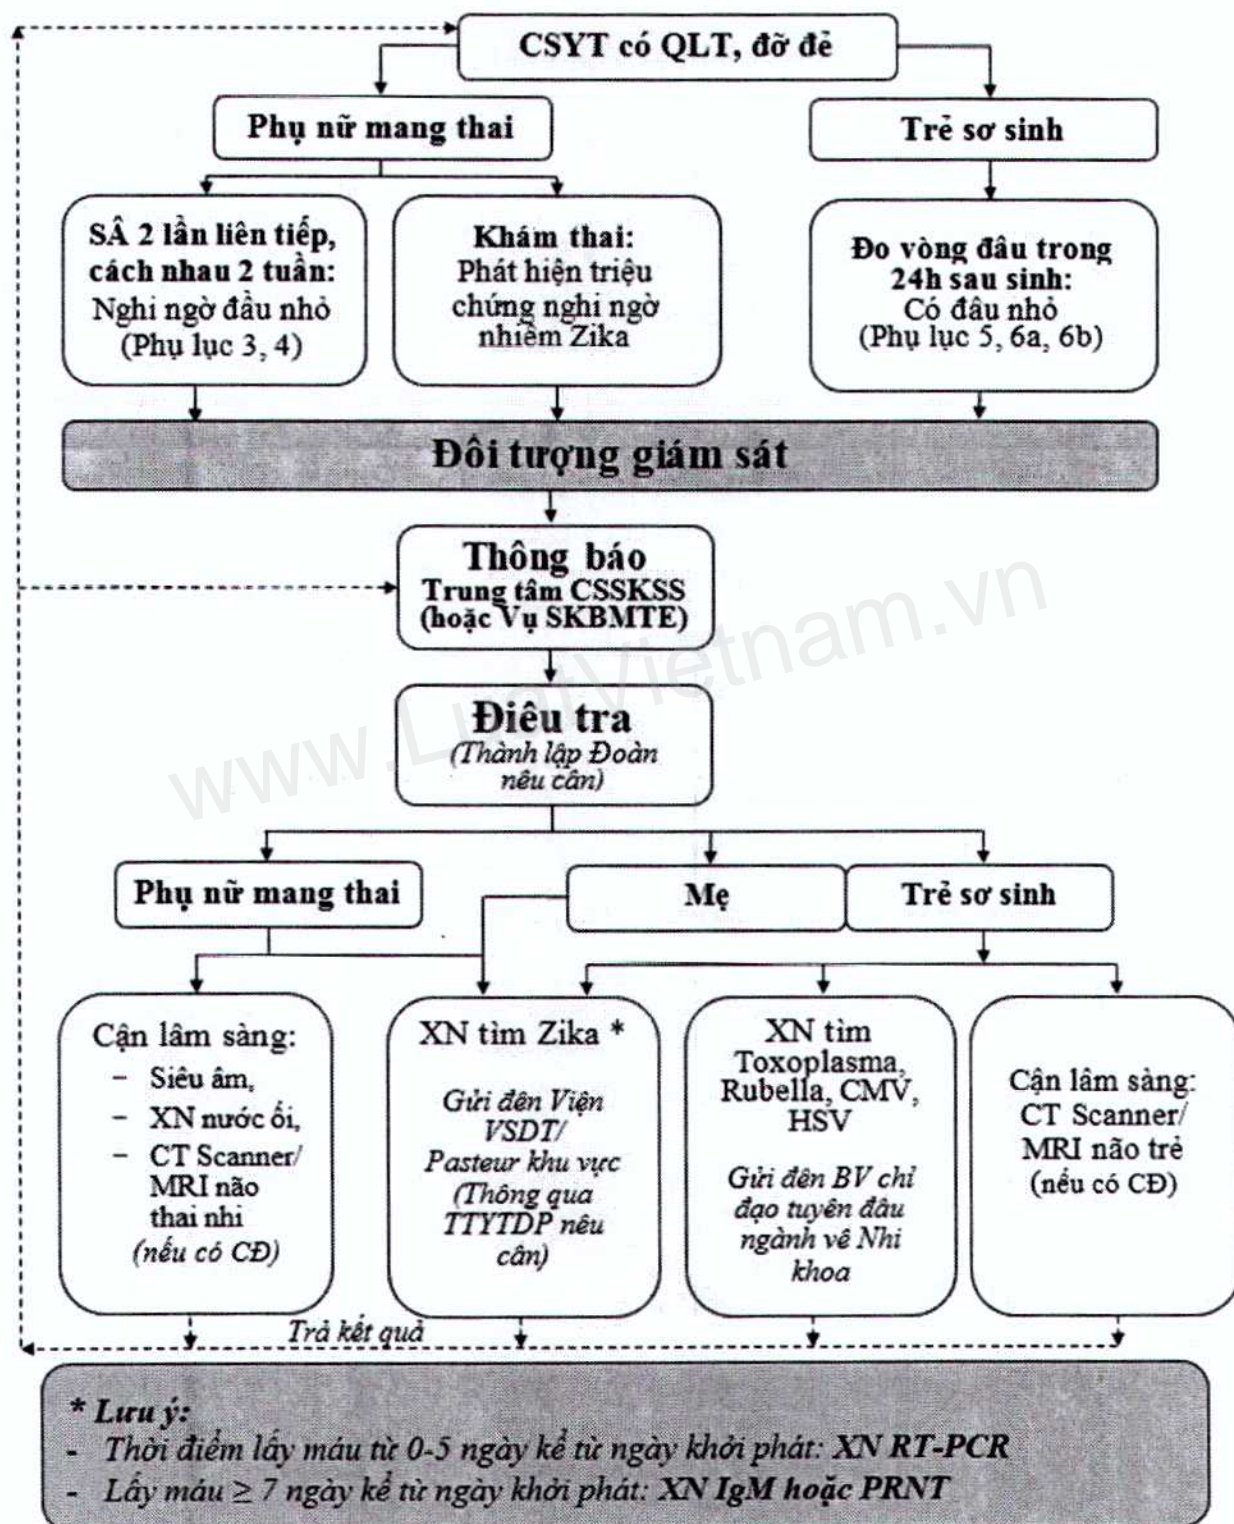 CSYT có QLT, đỡ đẻ
Phụ nữ mang thai
Trẻ sơ sinh
SÂ 2 lần liên tiếp,
cách nhau 2 tuần:
Nghi ngờ đầu nhỏ
(Phụ lục 3, 4)
Khám thai:
Phát hiện triệu
chứng nghi ngờ
nhiễm Zika
Đo vòng đầu trong
24h sau sinh:
Có đầu nhỏ
(Phụ lục 5, 6a, 6b)
Đối tượng giám sát
Thông báo
Trung tâm CSSKSS
(hoặc Vụ SKBMTE)
Điều tra
(Thành lập Đoàn
nếu cần)
Phụ nữ mang thai
Mẹ
Trẻ sơ sinh
Cận lâm sàng:
– Siêu âm,
– XN nước ối,
– CT Scanner/
MRI não
thai nhi
(nếu có CĐ)
XN tìm Zika *
Gửi đến Viện
VSDT/
Pasteur khu vực
(Thông qua
TTYTDP nếu
cần)
XN tìm
Toxoplasma,
Rubella, CMV,
HSV
Gửi đến BV chỉ
đạo tuyến đầu
ngành về Nhi
khoa
Cận lâm sàng:
CT Scanner/
MRI não trẻ
(nếu có CĐ)
Trả kết quả
* Lưu ý:
- Thời điểm lấy máu từ 0-5 ngày kể từ ngày khởi phát: XN RT-PCR
- Lấy máu ≥ 7 ngày kể từ ngày khởi phát: XN IgM hoặc PRNT
www.LuatVietnam.vn